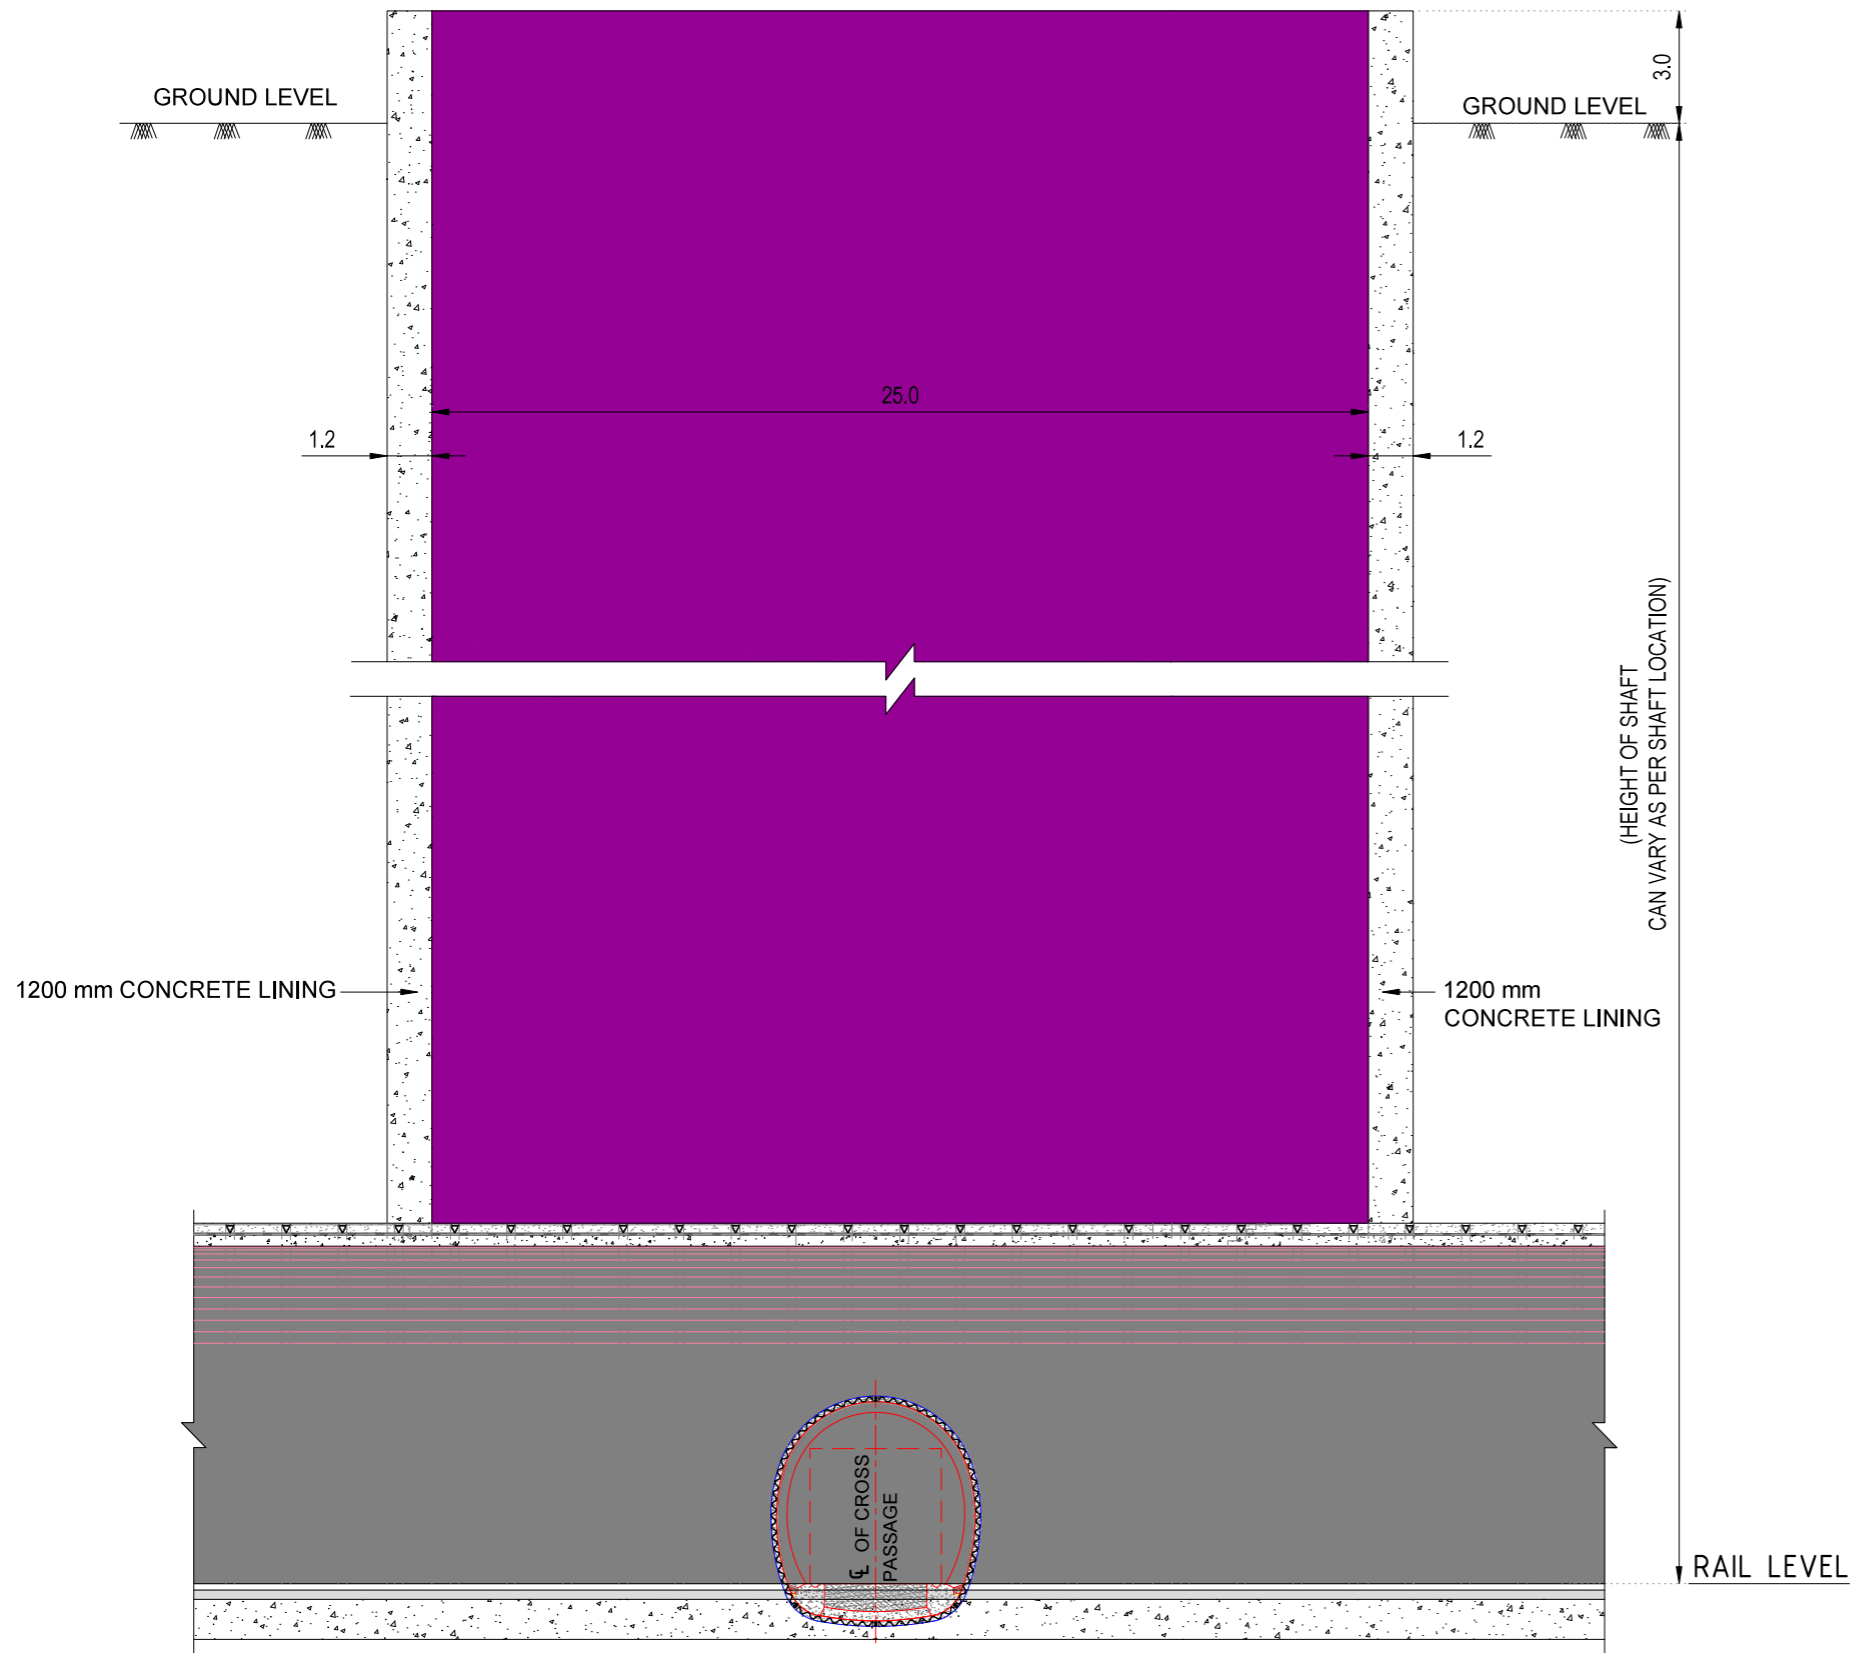 3.0
GROUND LEVEL
GROUND LEVEL
25.0
1.2
1.2
(HEIGHT OF SHAFT
CAN VARY AS PER SHAFT LOCATION)
1200 mm CONCRETE LINING
1200 mm
CONCRETE LINING
℄ OF CROSS
PASSAGE
RAIL LEVEL